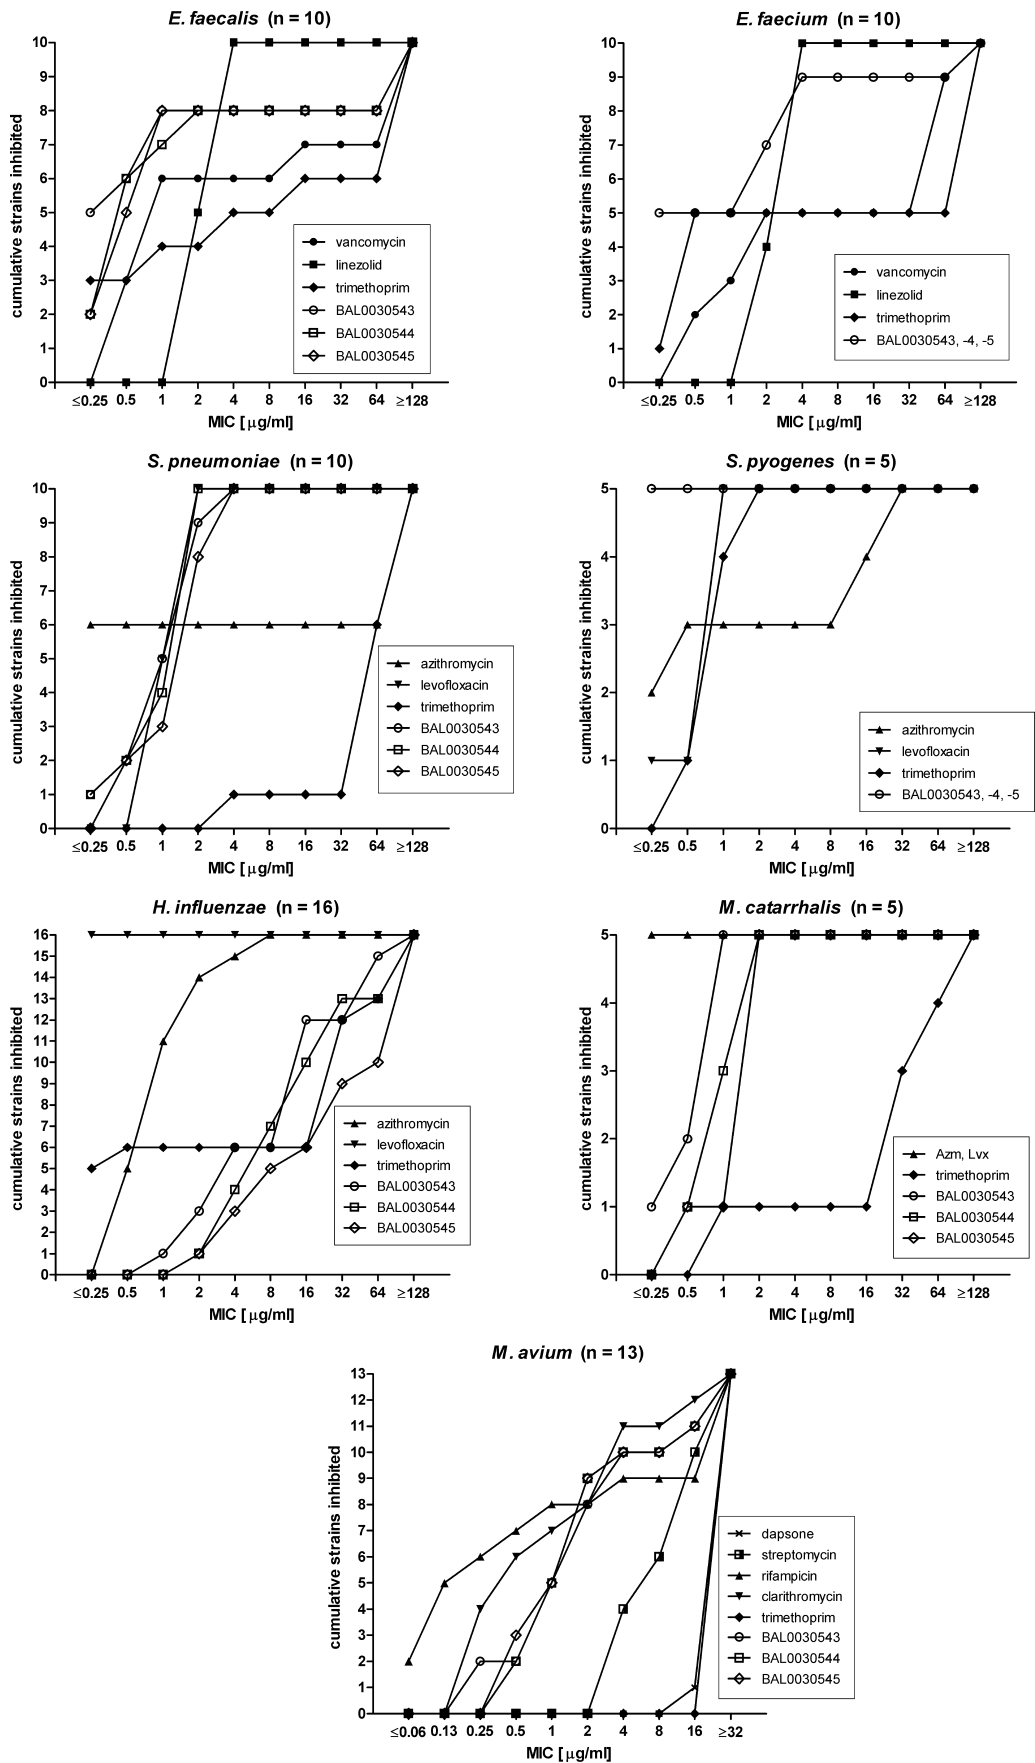 E. faecalis (n = 10)
cumulative strains inhibited
10
9
8
7
6
5
4
3
2
1
0
vancomycin
linezolid
trimethoprim
BAL0030543
BAL0030544
BAL0030545
≤0.25 0.5 1 2 4 8 16 32 64 ≥128
MIC [ μg/ml]
E. faecium (n = 10)
cumulative strains inhibited
10
9
8
7
6
5
4
3
2
1
0
vancomycin
linezolid
trimethoprim
BAL0030543, -4, -5
≤0.25 0.5 1 2 4 8 16 32 64 ≥128
MIC [ μg/ml]
S. pneumoniae (n = 10)
cumulative strains inhibited
10
9
8
7
6
5
4
3
2
1
0
azithromycin
levofloxacin
trimethoprim
BAL0030543
BAL0030544
BAL0030545
≤0.25 0.5 1 2 4 8 16 32 64 ≥128
MIC [ μg/ml]
S. pyogenes (n = 5)
cumulative strains inhibited
5
4
3
2
1
0
azithromycin
levofloxacin
trimethoprim
BAL0030543, -4, -5
≤0.25 0.5 1 2 4 8 16 32 64 ≥128
MIC [ μg/ml]
H. influenzae (n = 16)
cumulative strains inhibited
16
15
14
13
12
11
10
9
8
7
6
5
4
3
2
1
0
azithromycin
levofloxacin
trimethoprim
BAL0030543
BAL0030544
BAL0030545
≤0.25 0.5 1 2 4 8 16 32 64 ≥128
MIC [ μg/ml]
M. catarrhalis (n = 5)
cumulative strains inhibited
5
4
3
2
1
0
Azm, Lvx
trimethoprim
BAL0030543
BAL0030544
BAL0030545
≤0.25 0.5 1 2 4 8 16 32 64 ≥128
MIC [ μg/ml]
M. avium (n = 13)
cumulative strains inhibited
13
12
11
10
9
8
7
6
5
4
3
2
1
0
dapsone
streptomycin
rifampicin
clarithromycin
trimethoprim
BAL0030543
BAL0030544
BAL0030545
≤0.06 0.13 0.25 0.5 1 2 4 8 16 ≥32
MIC [ μg/ml]